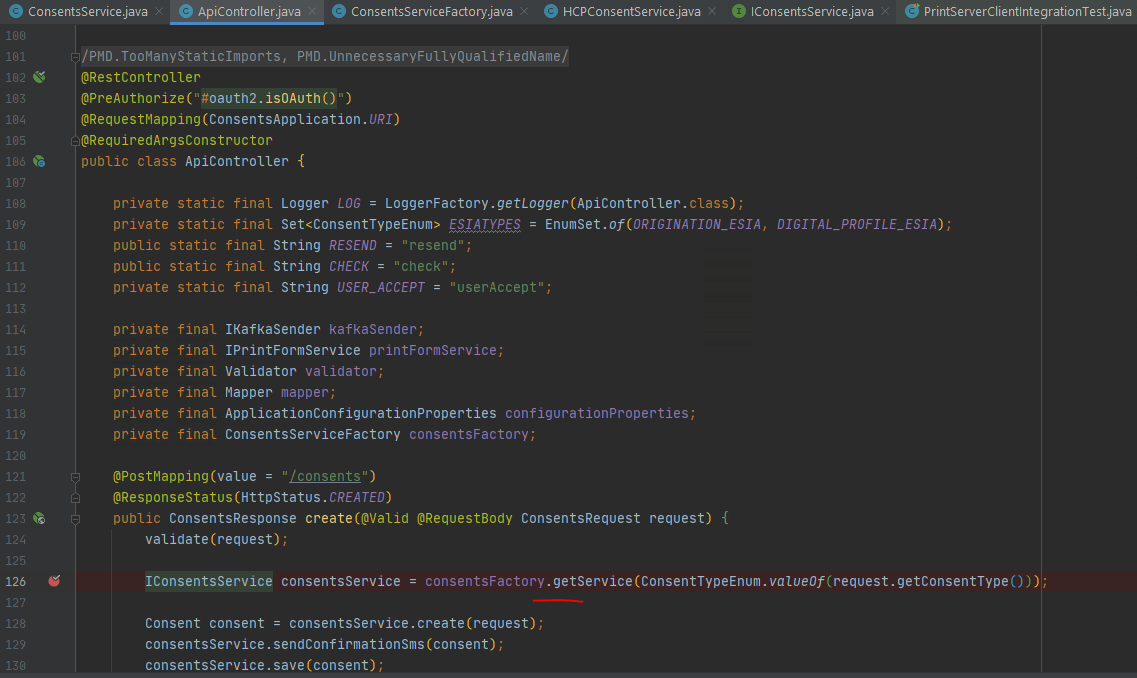 ConsentsService.java ApiController.java ConsentsServiceFactory.java HCPConsentService.java IConsentsService.java PrintServerClientIntegrationTest.java
100
101 /PMD.TooManyStaticImports, PMD.UnnecessaryFullyQualifiedName/
102 @RestController
103 @PreAuthorize("#oauth2.isOAuth()")
104 @RequestMapping(ConsentsApplication.URI)
105 @RequiredArgsConstructor
106 public class ApiController {
107
108 private static final Logger LOG = LoggerFactory.getLogger(ApiController.class);
109 private static final Set<ConsentTypeEnum> ESIATYPES = EnumSet.of(ORIGINATION_ESIA, DIGITAL_PROFILE_ESIA);
110 public static final String RESEND = "resend";
111 public static final String CHECK = "check";
112 private static final String USER_ACCEPT = "userAccept";
113
114 private final IKafkaSender kafkaSender;
115 private final IPrintFormService printFormService;
116 private final Validator validator;
117 private final Mapper mapper;
118 private final ApplicationConfigurationProperties configurationProperties;
119 private final ConsentsServiceFactory consentsFactory;
120
121 @PostMapping(value = "/consents")
122 @ResponseStatus(HttpStatus.CREATED)
123 public ConsentsResponse create(@Valid @RequestBody ConsentsRequest request) {
124 validate(request);
125
126 IConsentsService consentsService = consentsFactory.getService(ConsentTypeEnum.valueOf(request.getConsentType()));
127
128 Consent consent = consentsService.create(request);
129 consentsService.sendConfirmationSms(consent);
130 consentsService.save(consent);